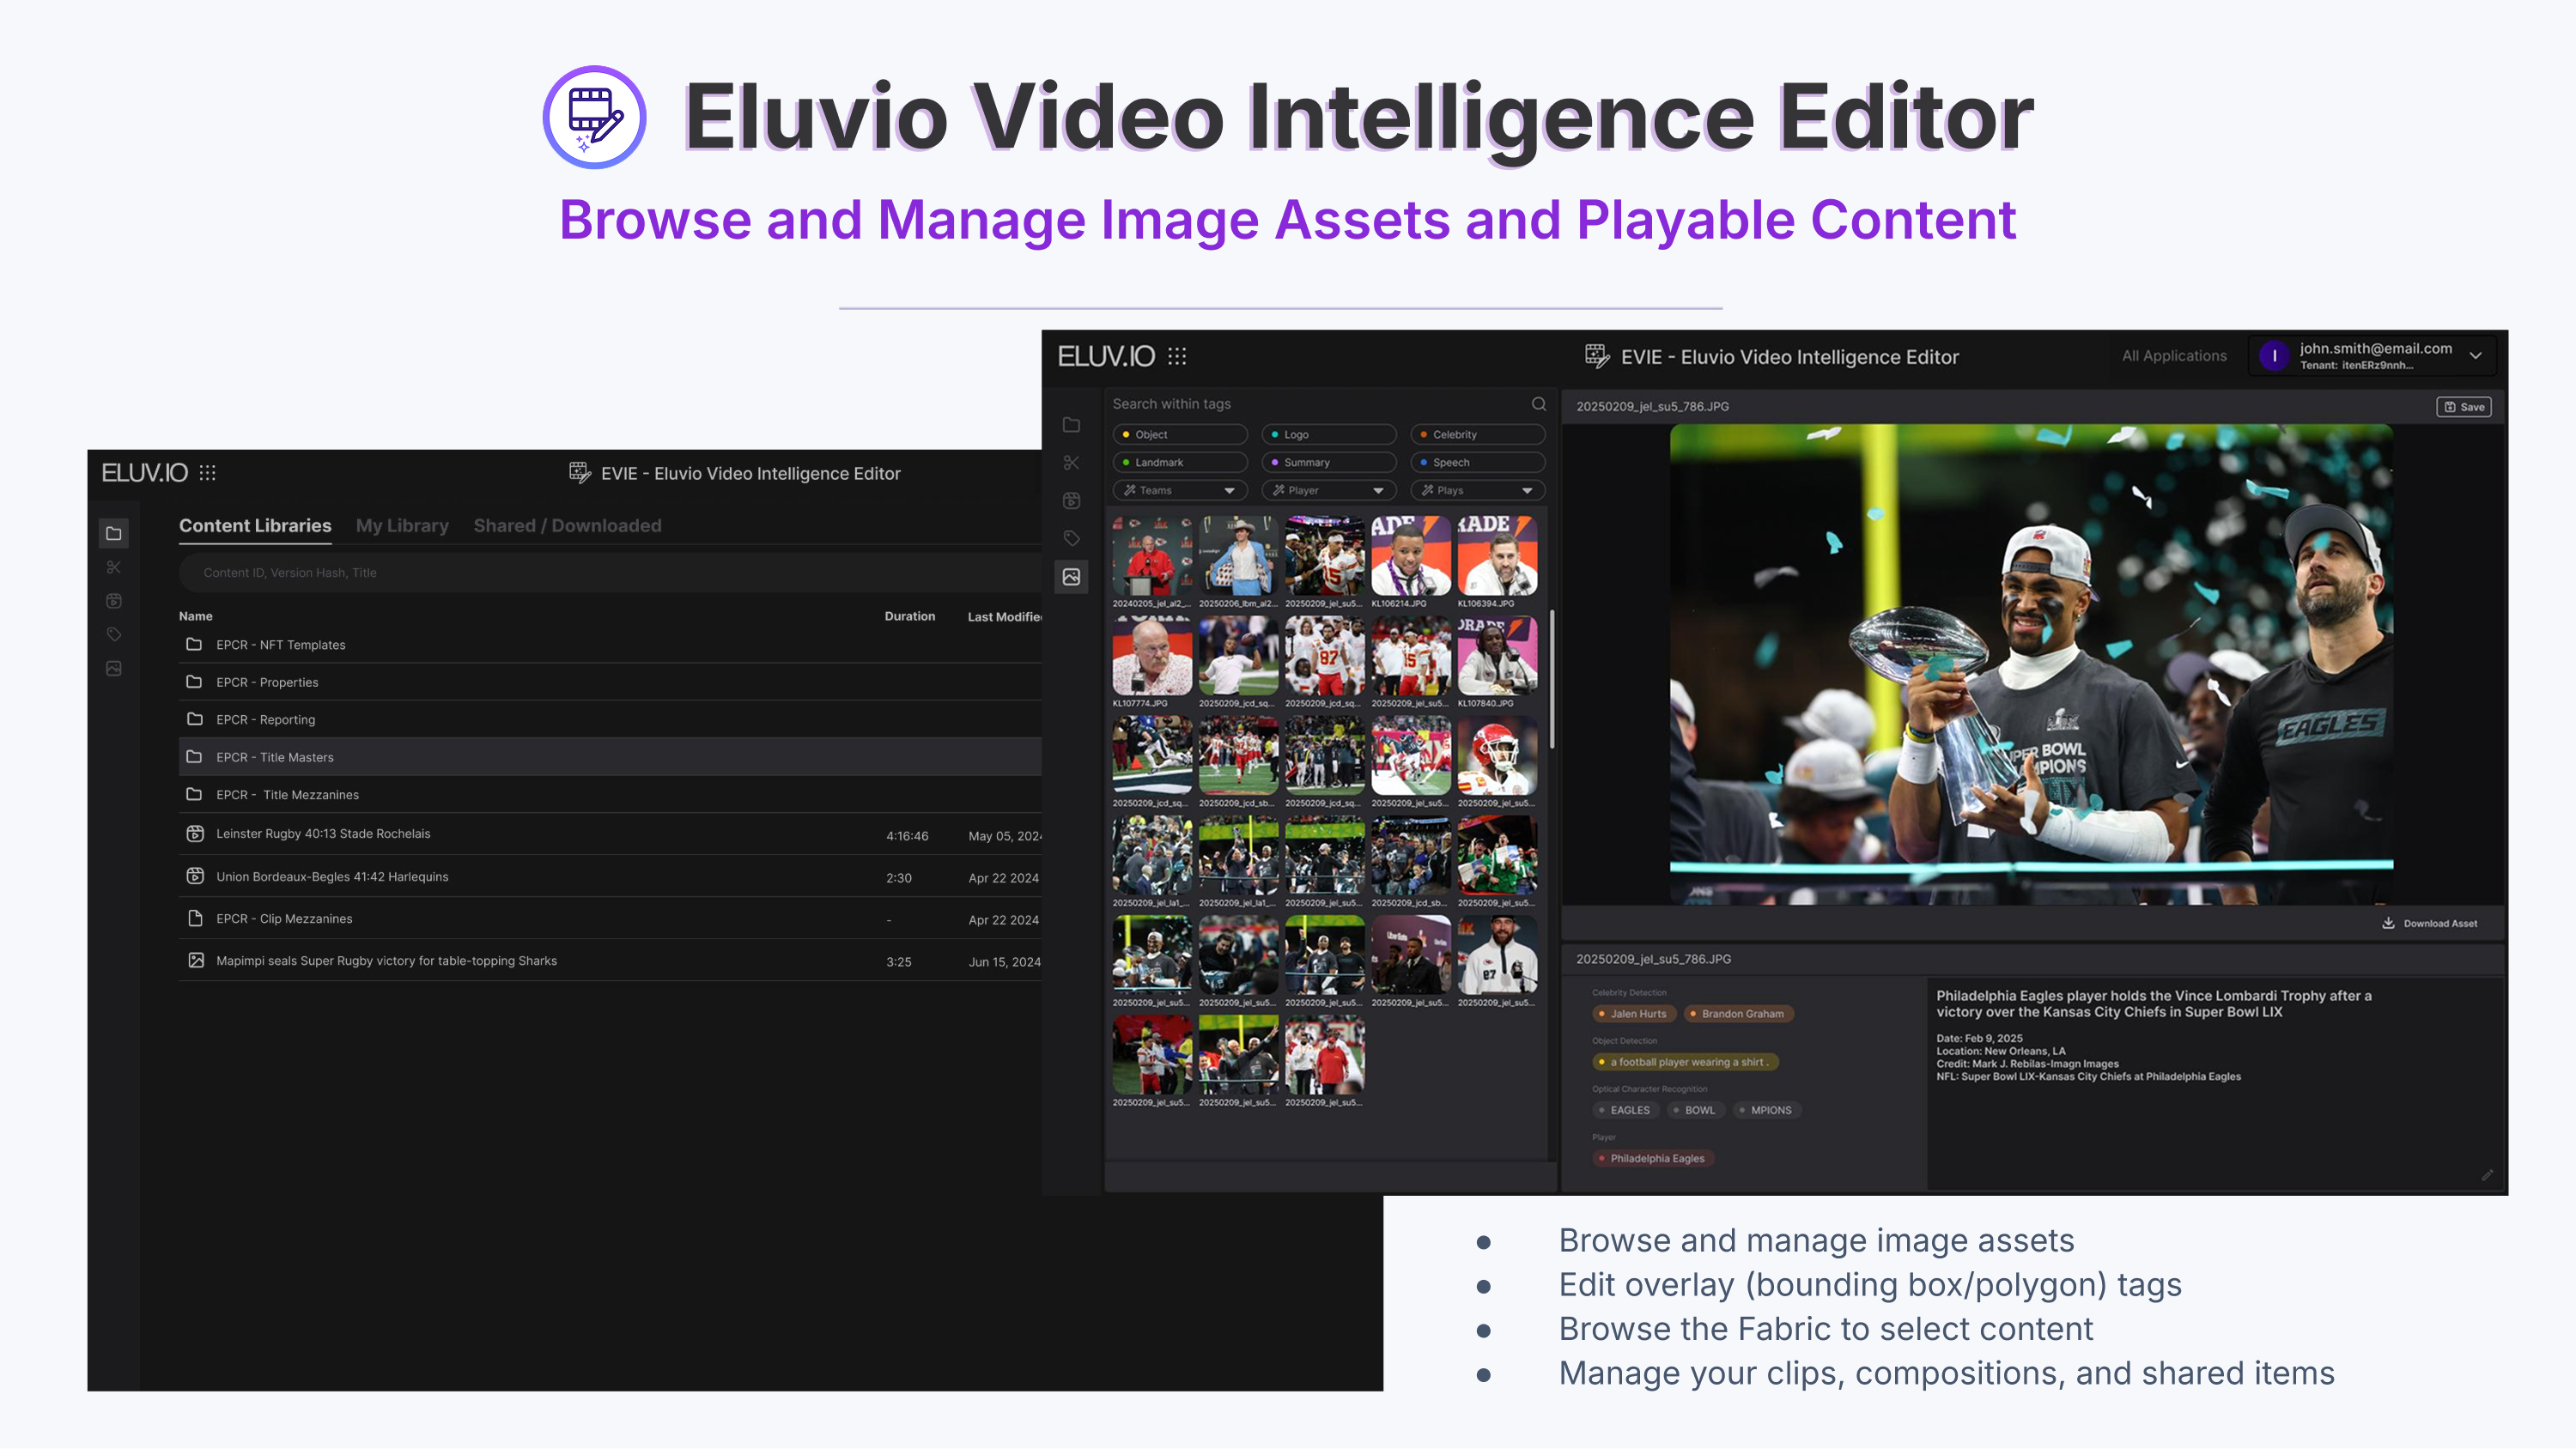 Eluvio Video Intelligence Editor
Browse and Manage Image Assets and Playable Content
ELUV.IO
EVIE - Eluvio Video Intelligence Editor
Content Libraries
My Library
Shared / Downloaded
Content ID, Version Hash, Title
Name Duration Last Modified
EPCR - NFT Templates
EPCR - Properties
EPCR - Reporting
EPCR - Title Masters
EPCR - Title Mezzanines
Leinster Rugby 40:13 Stade Rochelais 4:16:46 May 05, 2024
Union Bordeaux-Begles 41:42 Harlequins 2:30 Apr 22 2024
EPCR - Clip Mezzanines - Apr 22 2024
Mapimpi seals Super Rugby victory for table-topping Sharks 3:25 Jun 15, 2024
ELUV.IO
EVIE - Eluvio Video Intelligence Editor
All Applications
I
john.smith@email.com
Tenant: itenERz9nnh...
Search within tags
Object Logo Celebrity
Landmark Summary Speech
Teams Player Plays
20240205_jel_al2_... 20250206_lbm_al2... 20250209_jel_su5... KL106214.JPG KL106394.JPG
KL107774.JPG 20250209_jcd_sq... 20250209_jcd_sq... 20250209_jel_su5... KL107840.JPG
20250209_jcd_sq... 20250209_jcd_sb... 20250209_jcd_sq... 20250209_jel_su5... 20250209_jel_su5...
20250209_jel_la1_... 20250209_jel_la1_... 20250209_jel_su5... 20250209_jcd_sb... 20250209_jel_su5...
20250209_jel_su5... 20250209_jel_su5... 20250209_jel_su5... 20250209_jel_su5... 20250209_jel_su5...
20250209_jel_su5... 20250209_jel_su5... 20250209_jel_su5...
20250209_jel_su5_786.JPG
Save
EAGLES
PER BOWL
MPIONS
Download Asset
20250209_jel_su5_786.JPG
Celebrity Detection
Jalen Hurts Brandon Graham
Object Detection
a football player wearing a shirt .
Optical Character Recognition
EAGLES BOWL MPIONS
Player
Philadelphia Eagles
Philadelphia Eagles player holds the Vince Lombardi Trophy after a
victory over the Kansas City Chiefs in Super Bowl LIX
Date: Feb 9, 2025
Location: New Orleans, LA
Credit: Mark J. Rebilas-Imagn Images
NFL: Super Bowl LIX-Kansas City Chiefs at Philadelphia Eagles
● Browse and manage image assets
● Edit overlay (bounding box/polygon) tags
● Browse the Fabric to select content
● Manage your clips, compositions, and shared items